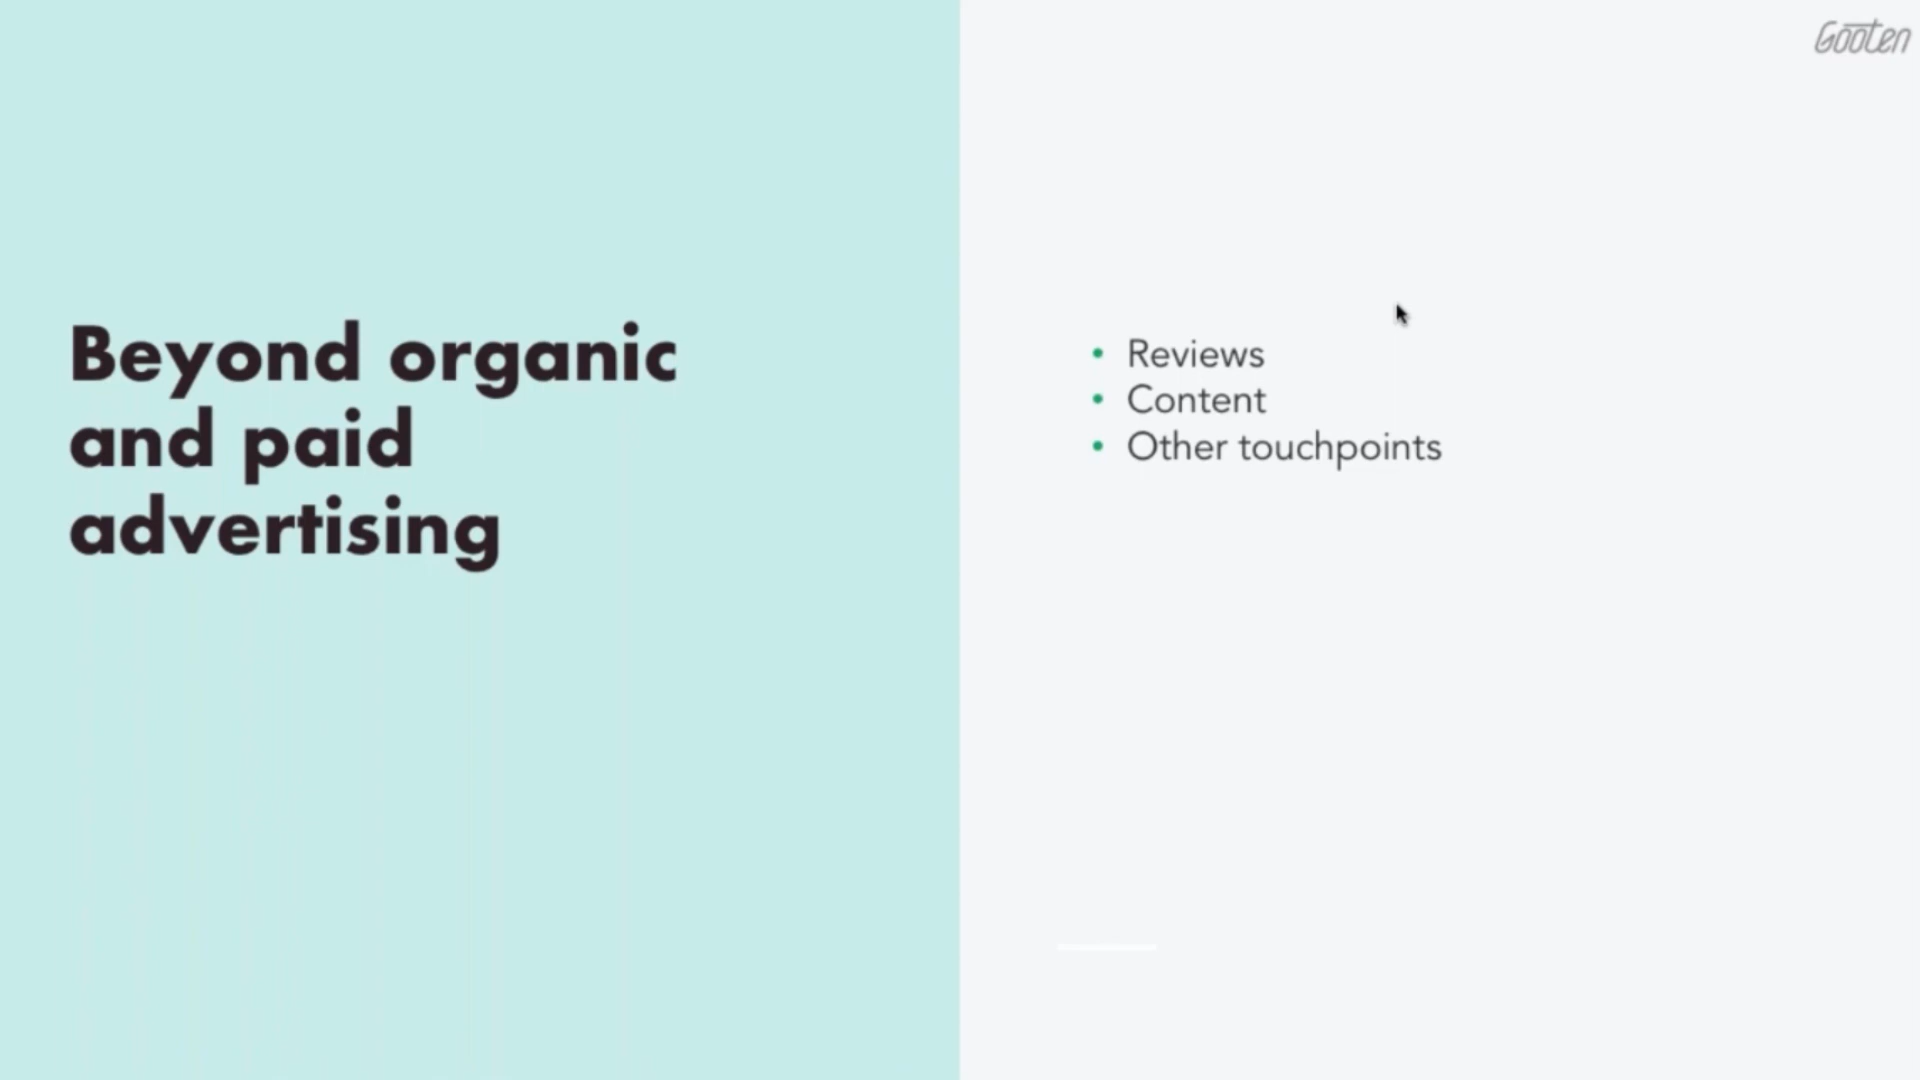 Gooten
Beyond organic
and paid
advertising
• Reviews
• Content
• Other touchpoints